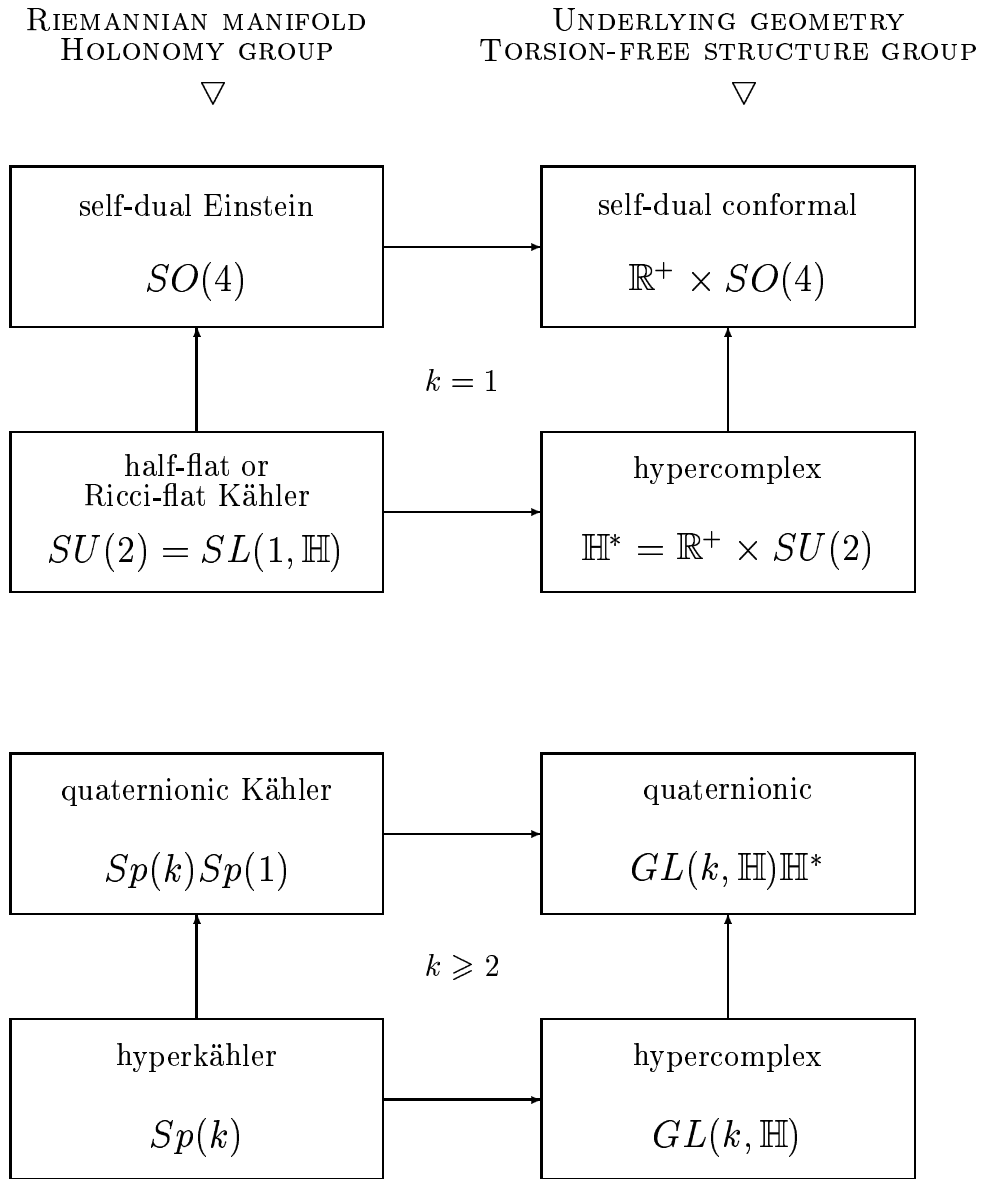 RIEMANNIAN MANIFOLD
HOLONOMY GROUP
▽
UNDERLYING GEOMETRY
TORSION-FREE STRUCTURE GROUP
▽
self-dual Einstein
SO(4)
self-dual conformal
ℝ⁺ × SO(4)
k = 1
half-flat or
Ricci-flat Kähler
SU(2) = SL(1, ℍ)
hypercomplex
ℍ* = ℝ⁺ × SU(2)
quaternionic Kähler
Sp(k)Sp(1)
quaternionic
GL(k, ℍ)ℍ*
k ⩾ 2
hyperkähler
Sp(k)
hypercomplex
GL(k, ℍ)